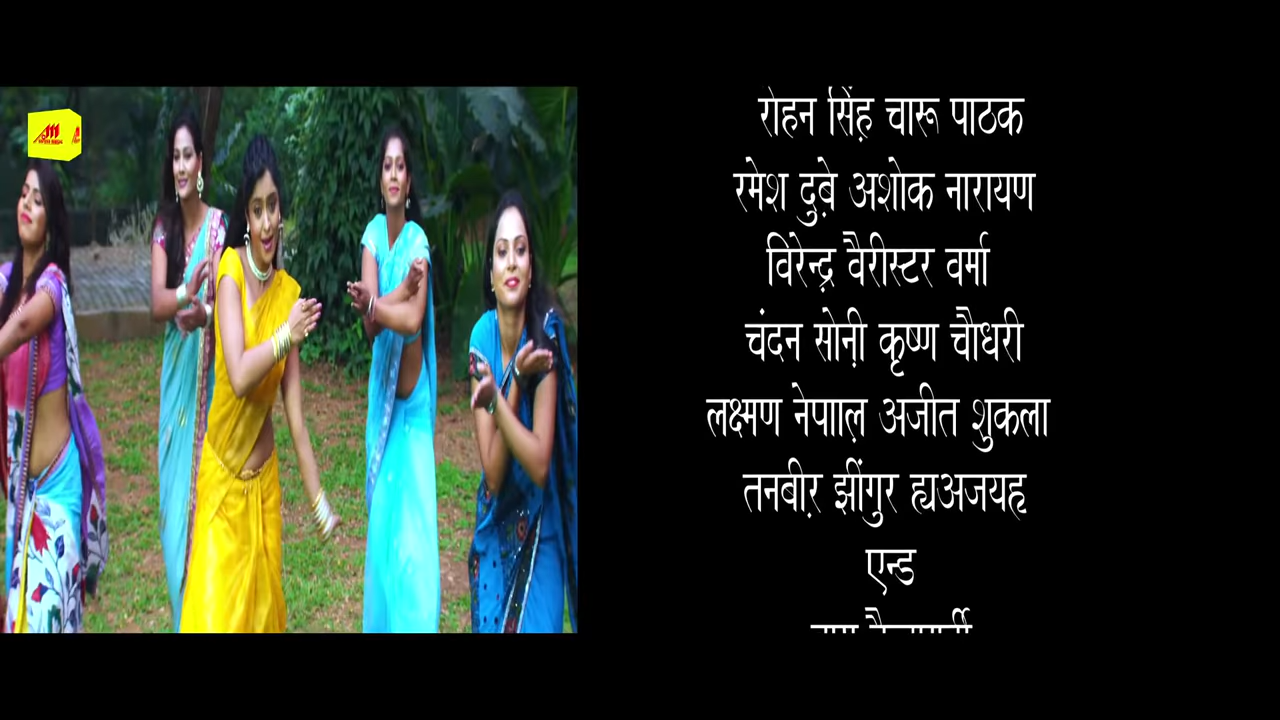 रोहन सिंह चारू पाठक
रमेश दुबे अशोक नारायण
विरेन्द्र वैरीस्टर वर्मा
चंदन सोनी कृष्ण चौधरी
लक्ष्मण नेपााल अजीत शुकला
तनबीर झींगुर ह्यअजयह
एन्ड